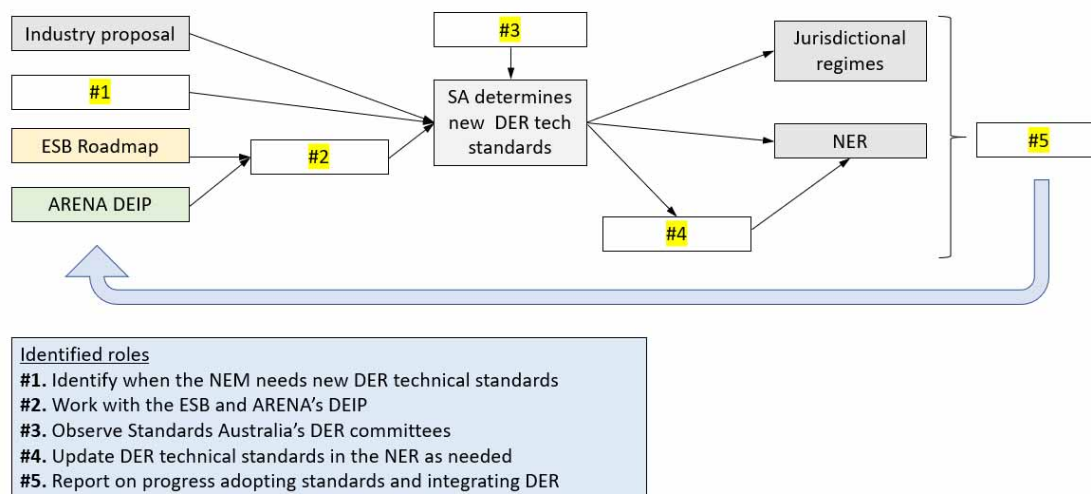 Industry proposal
#1
ESB Roadmap
ARENA DEIP
#2
#3
SA determines
new DER tech
standards
Jurisdictional
regimes
NER
#4
#5
Identified roles
#1. Identify when the NEM needs new DER technical standards
#2. Work with the ESB and ARENA's DEIP
#3. Observe Standards Australia's DER committees
#4. Update DER technical standards in the NER as needed
#5. Report on progress adopting standards and integrating DER